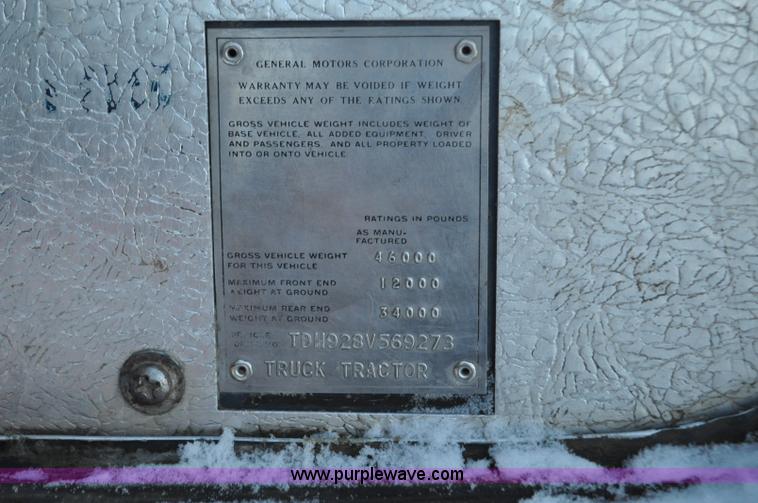 GENERAL MOTORS CORPORATION
WARRANTY MAY BE VOIDED IF WEIGHT
EXCEEDS ANY OF THE RATINGS SHOWN
GROSS VEHICLE WEIGHT INCLUDES WEIGHT OF
BASE VEHICLE, ALL ADDED EQUIPMENT, DRIVER
AND PASSENGERS, AND ALL PROPERTY LOADED
INTO OR ONTO VEHICLE
RATINGS IN POUNDS
AS MANU-
FACTURED
GROSS VEHICLE WEIGHT
FOR THIS VEHICLE 46000
MAXIMUM FRONT END
WEIGHT AT GROUND 12000
MAXIMUM REAR END
WEIGHT AT GROUND 34000
VEHICLE
TDM928V569273
TRUCK TRACTOR
www.purplewave.com